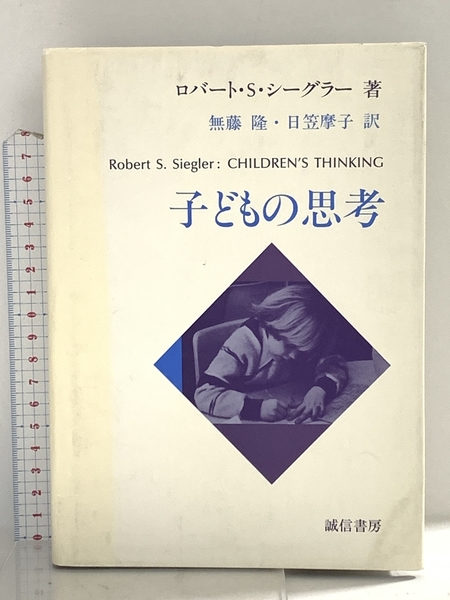 ロバート・S・シーグラー 著
無藤 隆・日笠摩子 訳
Robert S. Siegler: CHILDREN'S THINKING
子どもの思考
誠信書房